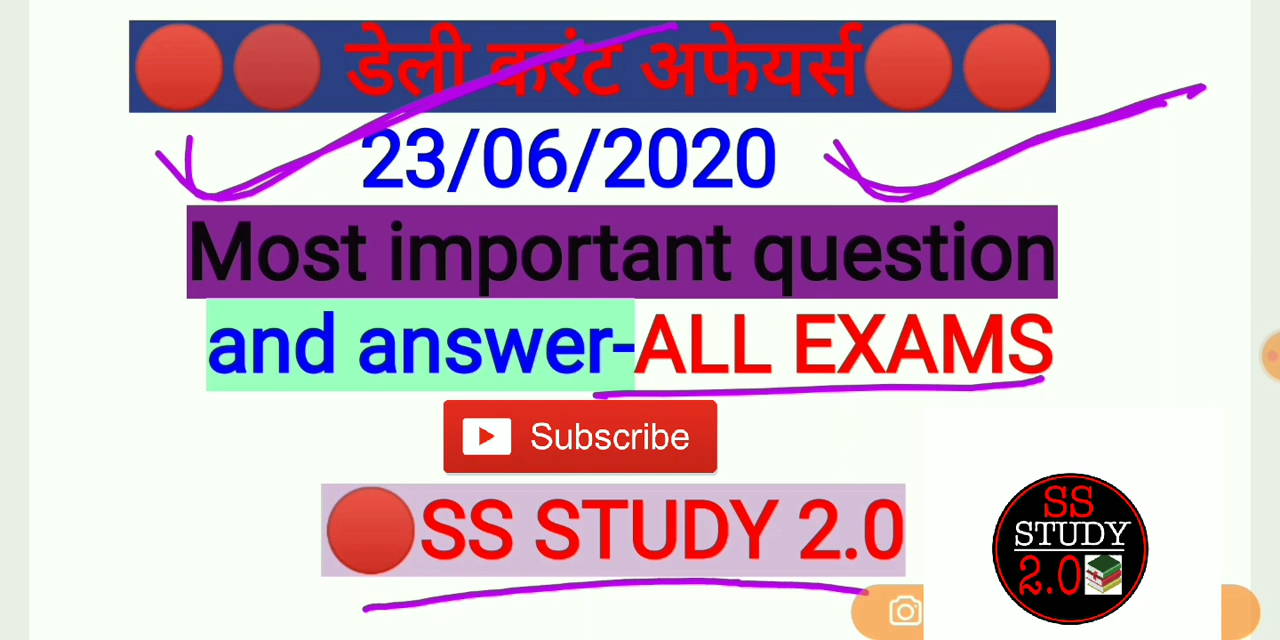 🔴🔴 डेली करंट अफेयर्स🔴🔴
23/06/2020
Most important question
and answer-ALL EXAMS
Subscribe
🔴SS STUDY 2.0
SS
STUDY
2.0